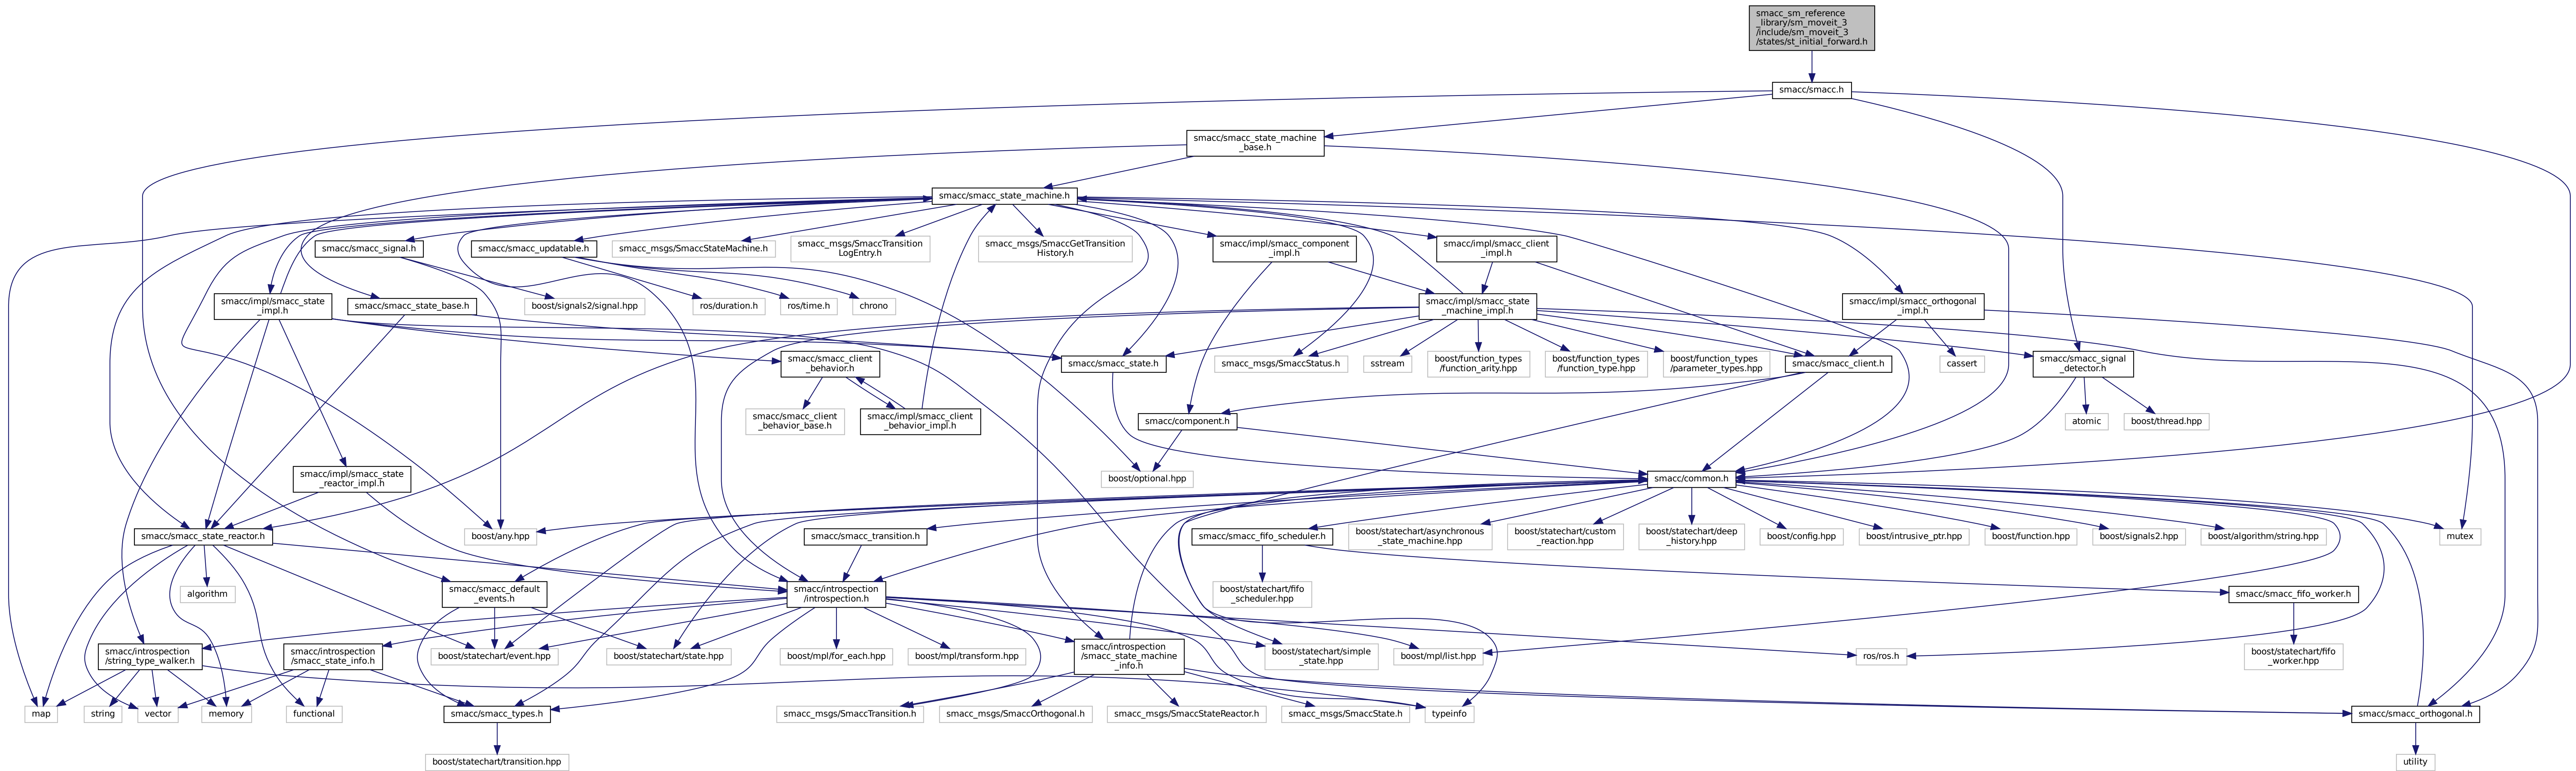 smacc_sm_reference
_library/sm_moveit_3
/include/sm_moveit_3
/states/st_initial_forward.h
smacc/smacc.h
smacc/smacc_state_machine
_base.h
smacc/smacc_state_machine.h
smacc/smacc_signal.h
smacc/smacc_updatable.h
smacc_msgs/SmaccStateMachine.h
smacc_msgs/SmaccTransition
LogEntry.h
smacc_msgs/SmaccGetTransition
History.h
smacc/impl/smacc_component
_impl.h
smacc/impl/smacc_client
_impl.h
smacc/impl/smacc_state
_impl.h
smacc/smacc_state_base.h
boost/signals2/signal.hpp
ros/duration.h
ros/time.h
chrono
smacc/impl/smacc_state
_machine_impl.h
smacc/impl/smacc_orthogonal
_impl.h
smacc/smacc_client
_behavior.h
smacc/smacc_state.h
smacc_msgs/SmaccStatus.h
sstream
boost/function_types
/function_arity.hpp
boost/function_types
/function_type.hpp
boost/function_types
/parameter_types.hpp
smacc/smacc_client.h
cassert
smacc/smacc_signal
_detector.h
smacc/smacc_client
_behavior_base.h
smacc/impl/smacc_client
_behavior_impl.h
smacc/component.h
atomic
boost/thread.hpp
smacc/impl/smacc_state
_reactor_impl.h
boost/optional.hpp
smacc/common.h
smacc/smacc_state_reactor.h
boost/any.hpp
smacc/smacc_transition.h
smacc/smacc_fifo_scheduler.h
boost/statechart/asynchronous
_state_machine.hpp
boost/statechart/custom
_reaction.hpp
boost/statechart/deep
_history.hpp
boost/config.hpp
boost/intrusive_ptr.hpp
boost/function.hpp
boost/signals2.hpp
boost/algorithm/string.hpp
mutex
algorithm
smacc/smacc_default
_events.h
smacc/introspection
/introspection.h
boost/statechart/fifo
_scheduler.hpp
smacc/smacc_fifo_worker.h
smacc/introspection
/string_type_walker.h
smacc/introspection
/smacc_state_info.h
boost/statechart/event.hpp
boost/statechart/state.hpp
boost/mpl/for_each.hpp
boost/mpl/transform.hpp
smacc/introspection
/smacc_state_machine
_info.h
boost/statechart/simple
_state.hpp
boost/mpl/list.hpp
ros/ros.h
boost/statechart/fifo
_worker.hpp
map
string
vector
memory
functional
smacc/smacc_types.h
smacc_msgs/SmaccTransition.h
smacc_msgs/SmaccOrthogonal.h
smacc_msgs/SmaccStateReactor.h
smacc_msgs/SmaccState.h
typeinfo
smacc/smacc_orthogonal.h
boost/statechart/transition.hpp
utility